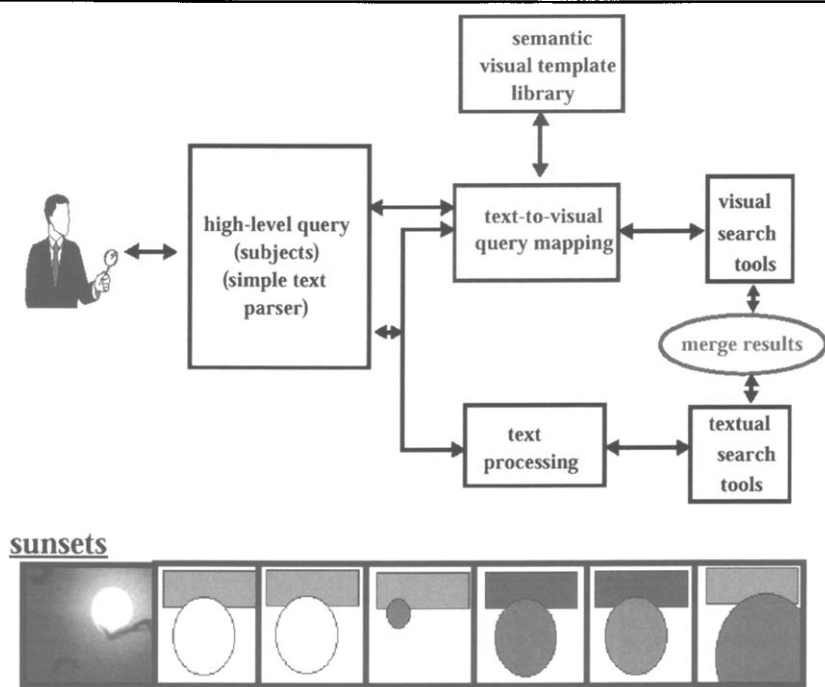 semantic
visual template
library
high-level query
(subjects)
(simple text
parser)
text-to-visual
query mapping
visual
search
tools
merge results
text
processing
textual
search
tools
sunsets